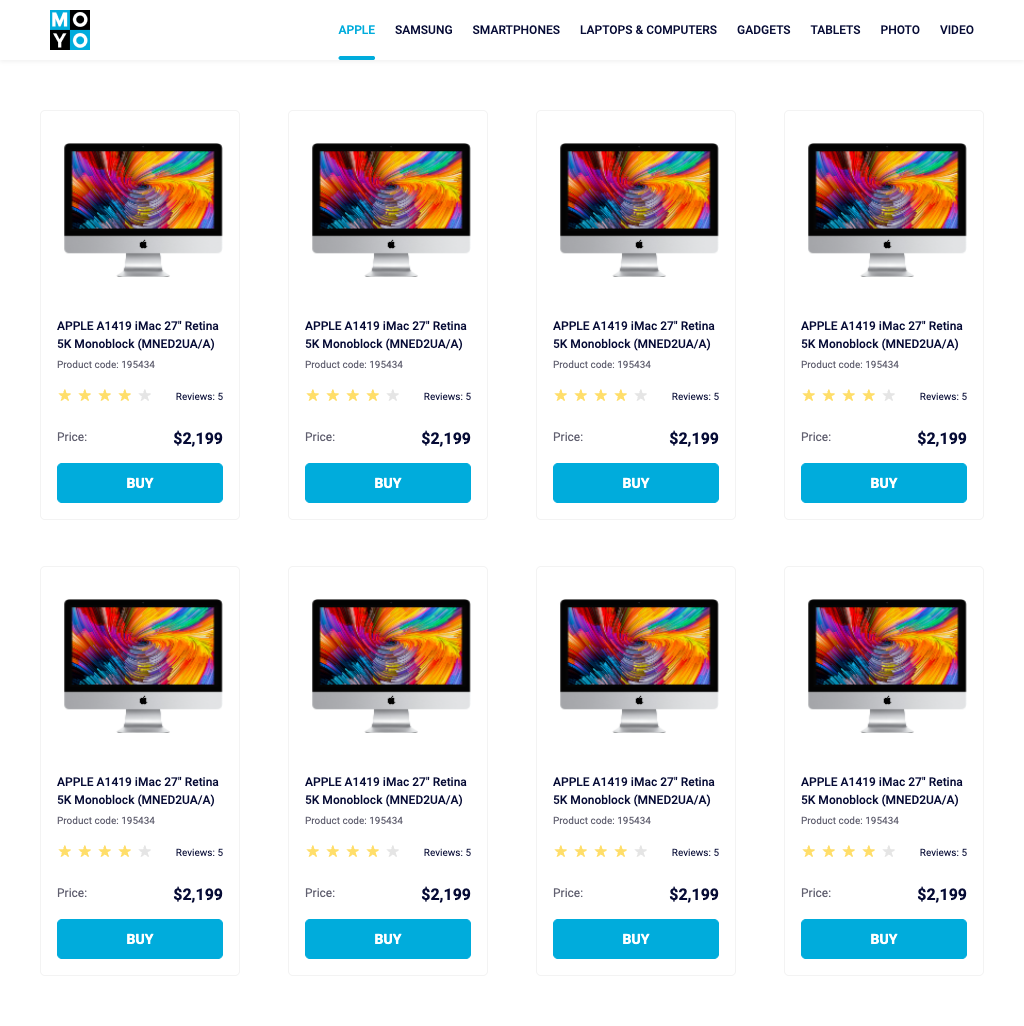 MO
YO
APPLE SAMSUNG SMARTPHONES LAPTOPS & COMPUTERS GADGETS TABLETS PHOTO VIDEO
APPLE A1419 iMac 27" Retina
5K Monoblock (MNED2UA/A)
Product code: 195434
Reviews: 5
Price: $2,199
BUY
APPLE A1419 iMac 27" Retina
5K Monoblock (MNED2UA/A)
Product code: 195434
Reviews: 5
Price: $2,199
BUY
APPLE A1419 iMac 27" Retina
5K Monoblock (MNED2UA/A)
Product code: 195434
Reviews: 5
Price: $2,199
BUY
APPLE A1419 iMac 27" Retina
5K Monoblock (MNED2UA/A)
Product code: 195434
Reviews: 5
Price: $2,199
BUY
APPLE A1419 iMac 27" Retina
5K Monoblock (MNED2UA/A)
Product code: 195434
Reviews: 5
Price: $2,199
BUY
APPLE A1419 iMac 27" Retina
5K Monoblock (MNED2UA/A)
Product code: 195434
Reviews: 5
Price: $2,199
BUY
APPLE A1419 iMac 27" Retina
5K Monoblock (MNED2UA/A)
Product code: 195434
Reviews: 5
Price: $2,199
BUY
APPLE A1419 iMac 27" Retina
5K Monoblock (MNED2UA/A)
Product code: 195434
Reviews: 5
Price: $2,199
BUY